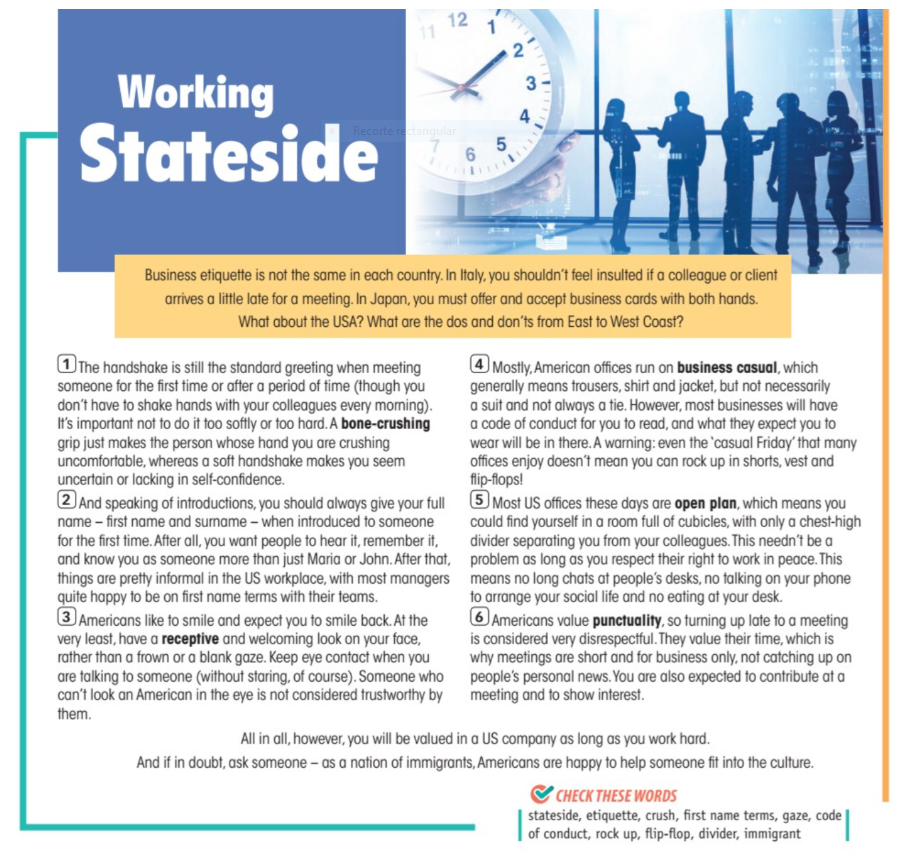 Working
Stateside
11 12 1
2
3
4
5
6
7
Recorte rectangular
Business etiquette is not the same in each country. In Italy, you shouldn't feel insulted if a colleague or client
arrives a little late for a meeting. In Japan, you must offer and accept business cards with both hands.
What about the USA? What are the dos and don'ts from East to West Coast?
1 The handshake is still the standard greeting when meeting
someone for the first time or after a period of time (though you
don't have to shake hands with your colleagues every morning).
It's important not to do it too softly or too hard. A bone-crushing
grip just makes the person whose hand you are crushing
uncomfortable, whereas a soft handshake makes you seem
uncertain or lacking in self-confidence.
2 And speaking of introductions, you should always give your full
name – first name and surname – when introduced to someone
for the first time. After all, you want people to hear it, remember it,
and know you as someone more than just Maria or John. After that,
things are pretty informal in the US workplace, with most managers
quite happy to be on first name terms with their teams.
3 Americans like to smile and expect you to smile back. At the
very least, have a receptive and welcoming look on your face,
rather than a frown or a blank gaze. Keep eye contact when you
are talking to someone (without staring, of course). Someone who
can't look an American in the eye is not considered trustworthy by
them.
4 Mostly, American offices run on business casual, which
generally means trousers, shirt and jacket, but not necessarily
a suit and not always a tie. However, most businesses will have
a code of conduct for you to read, and what they expect you to
wear will be in there. A warning: even the 'casual Friday' that many
offices enjoy doesn't mean you can rock up in shorts, vest and
flip-flops!
5 Most US offices these days are open plan, which means you
could find yourself in a room full of cubicles, with only a chest-high
divider separating you from your colleagues. This needn't be a
problem as long as you respect their right to work in peace. This
means no long chats at people's desks, no talking on your phone
to arrange your social life and no eating at your desk.
6 Americans value punctuality, so turning up late to a meeting
is considered very disrespectful. They value their time, which is
why meetings are short and for business only, not catching up on
people's personal news. You are also expected to contribute at a
meeting and to show interest.
All in all, however, you will be valued in a US company as long as you work hard.
And if in doubt, ask someone – as a nation of immigrants, Americans are happy to help someone fit into the culture.
CHECK THESE WORDS
stateside, etiquette, crush, first name terms, gaze, code
of conduct, rock up, flip-flop, divider, immigrant